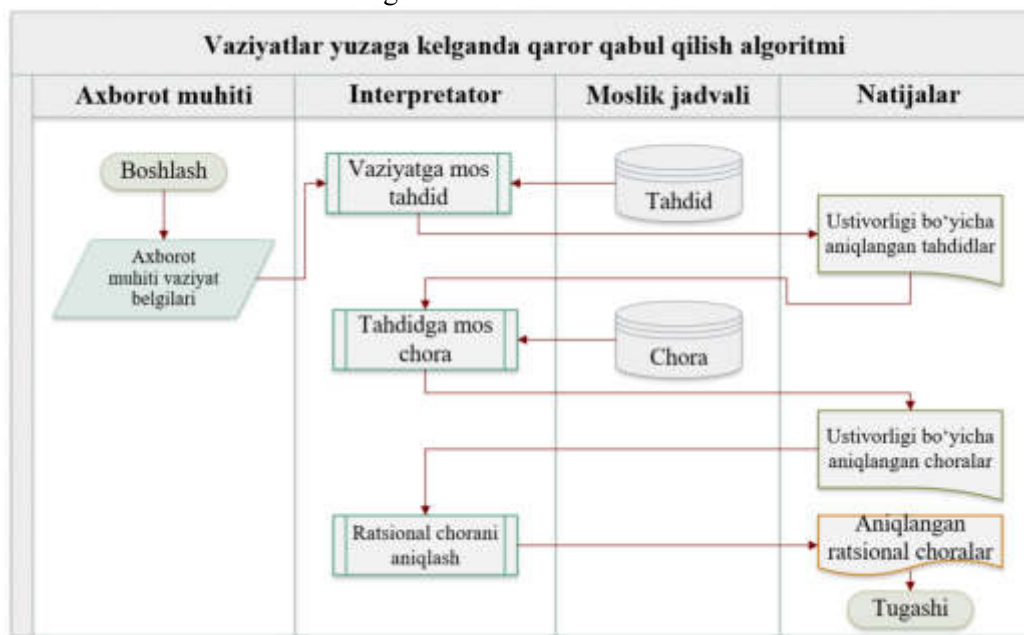 Vaziyatlar yuzaga kelganda qaror qabul qilish algoritmi
Axborot muhiti
Interpretator
Moslik jadvali
Natijalar
Boshlash
Axborot
muhiti vaziyat
belgilari
Vaziyatga mos
tahdid
Tahdid
Ustivorligi bo‘yicha
aniqlangan tahdidlar
Tahdidga mos
chora
Chora
Ustivorligi bo‘yicha
aniqlangan choralar
Ratsional chorani
aniqlash
Aniqlangan
ratsional choralar
Tugashi